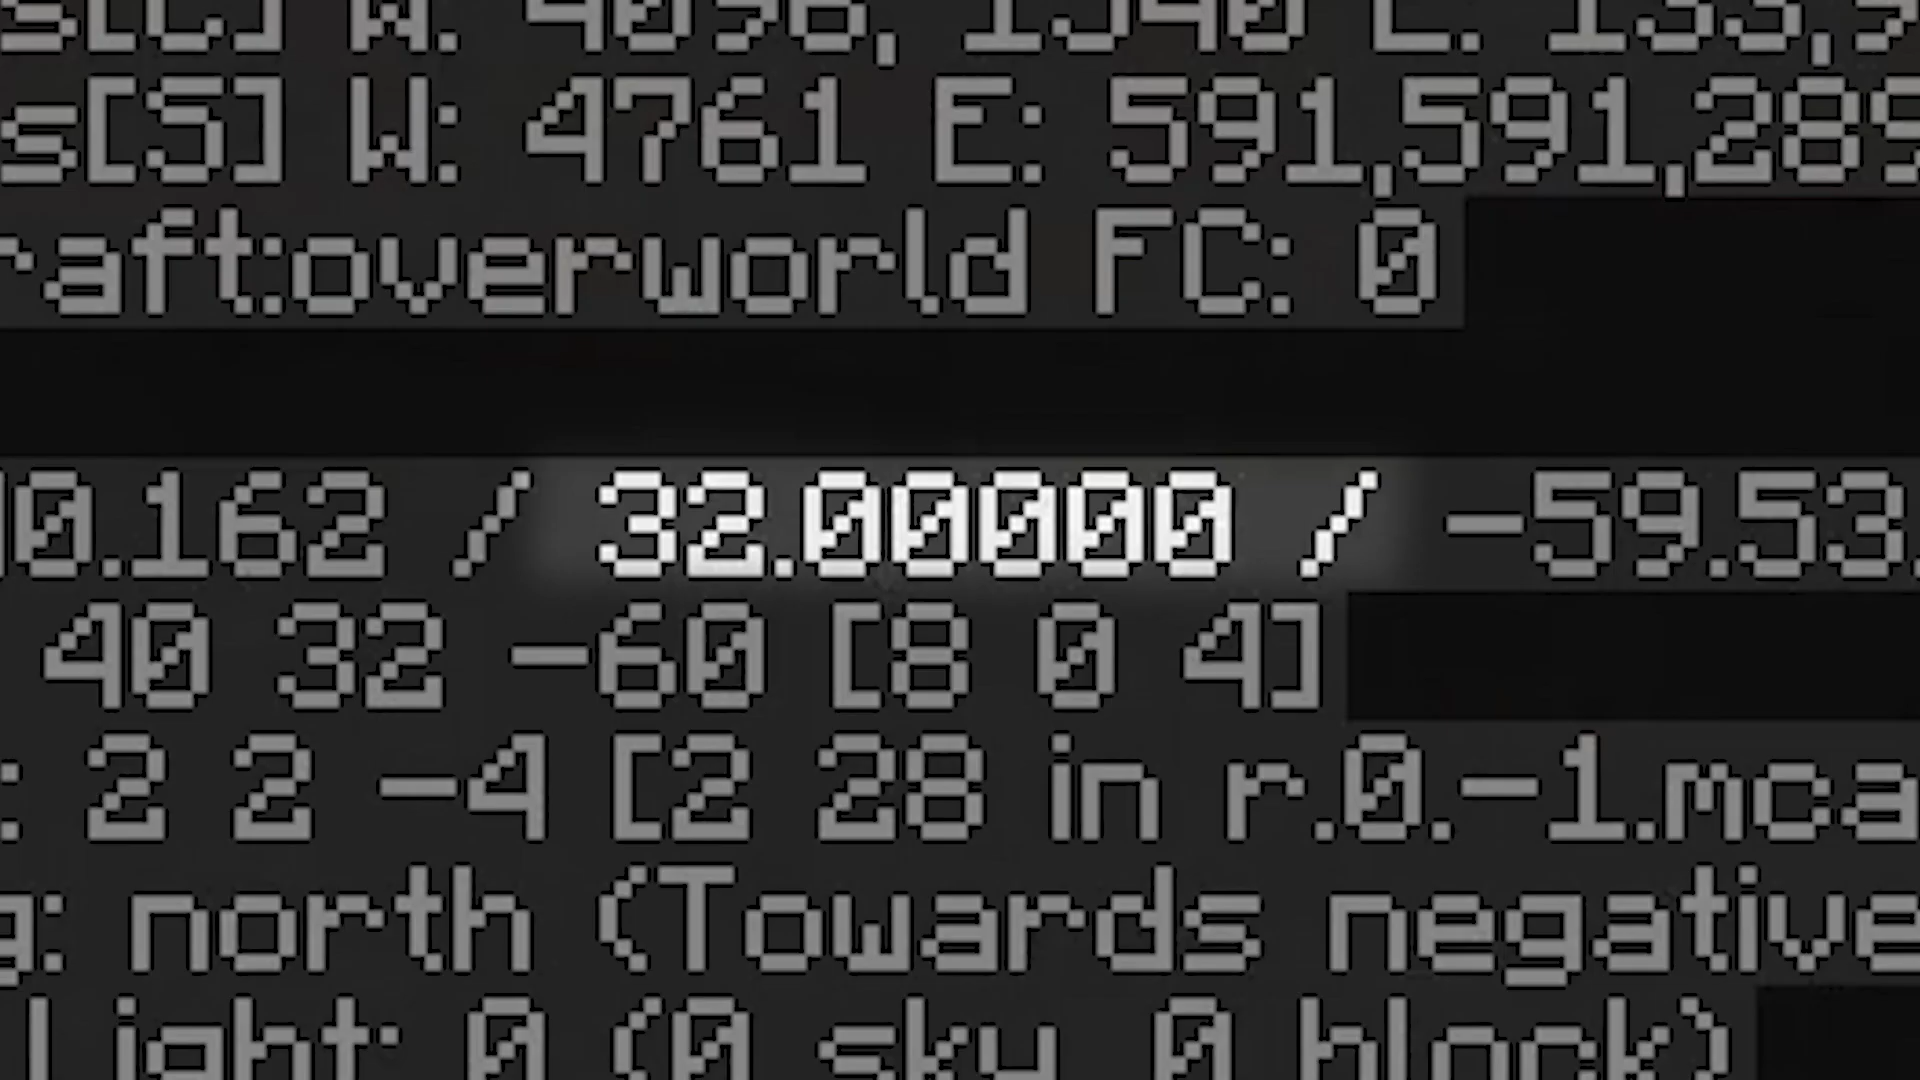 s[C] W: 4096, 1340 E: 133,9
s[S] W: 4761 E: 591,591,289
raft:overworld FC: 0
0.162 / 32.00000 / -59.53
40 32 -60 [8 0 4]
: 2 2 -4 [2 28 in r.0.-1.mca
g: north (Towards negative
Light: 0 (0 sky, 0 block)